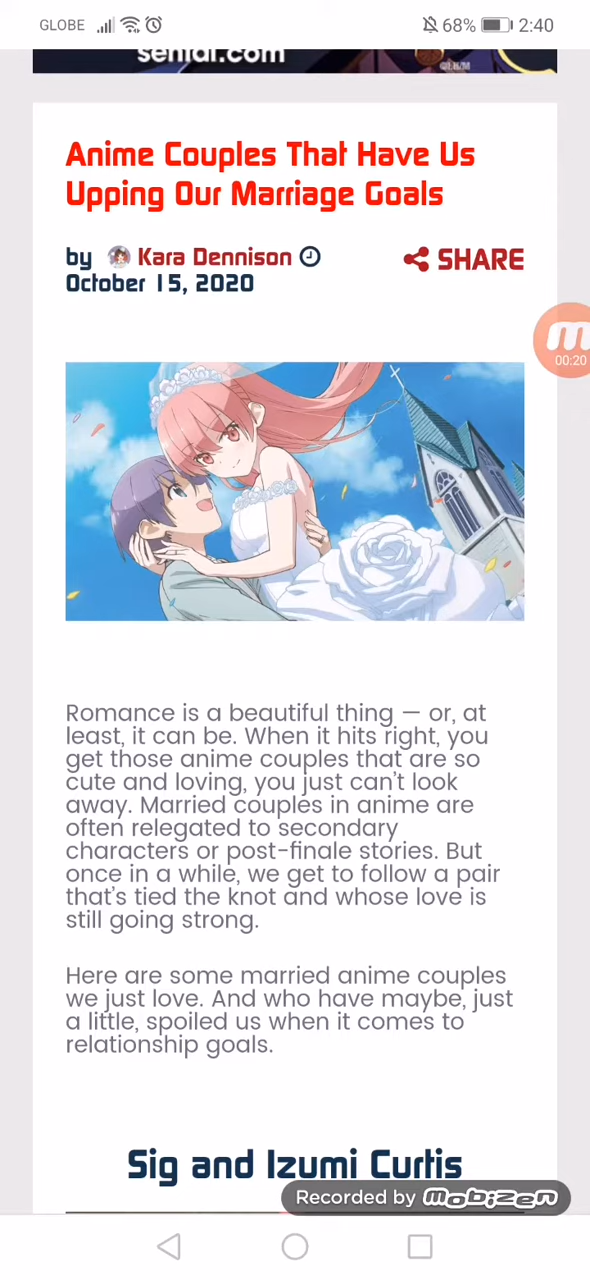 GLOBE 68% 2:40
sentai.com
Anime Couples That Have Us
Upping Our Marriage Goals
by Kara Dennison
October 15, 2020
SHARE
00:20
Romance is a beautiful thing — or, at
least, it can be. When it hits right, you
get those anime couples that are so
cute and loving, you just can't look
away. Married couples in anime are
often relegated to secondary
characters or post-finale stories. But
once in a while, we get to follow a pair
that's tied the knot and whose love is
still going strong.
Here are some married anime couples
we just love. And who have maybe, just
a little, spoiled us when it comes to
relationship goals.
Sig and Izumi Curtis
Recorded by mobizen